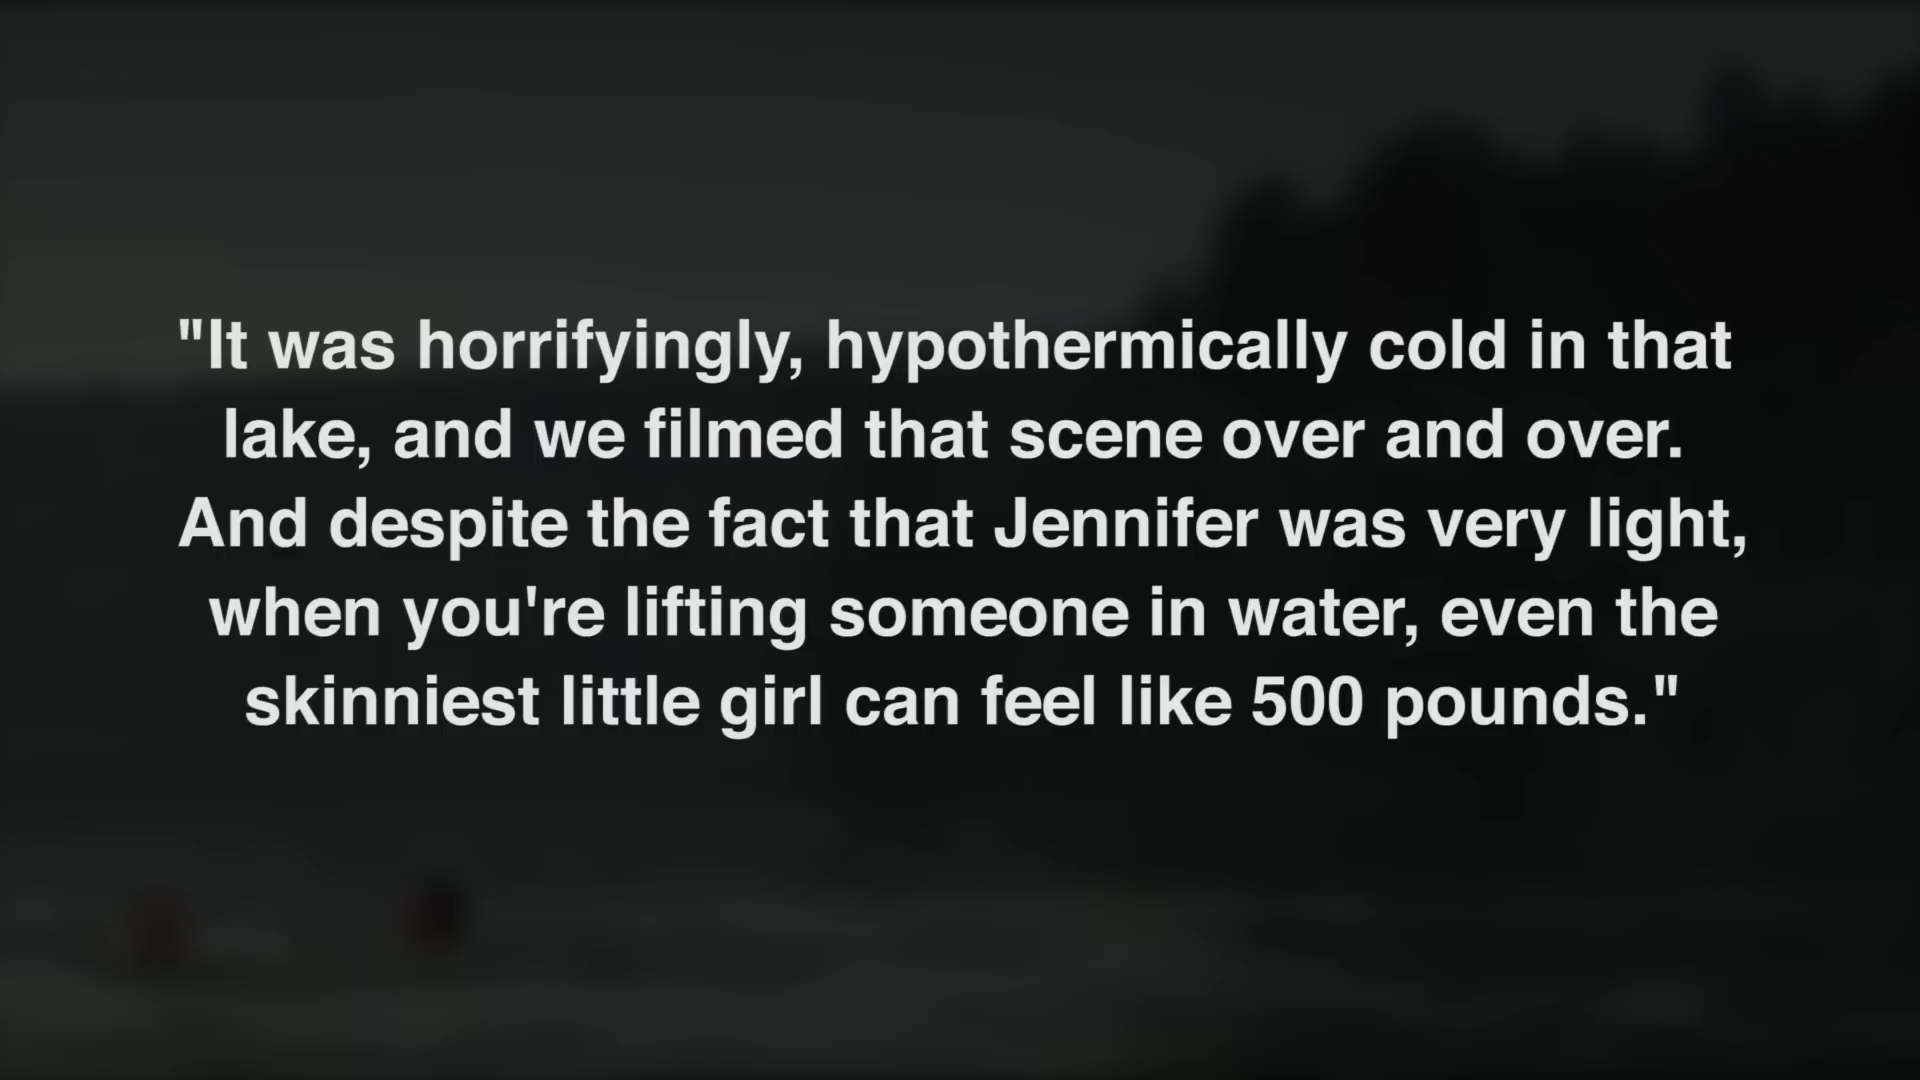 "It was horrifyingly, hypothermically cold in that
lake, and we filmed that scene over and over.
And despite the fact that Jennifer was very light,
when you're lifting someone in water, even the
skinniest little girl can feel like 500 pounds."